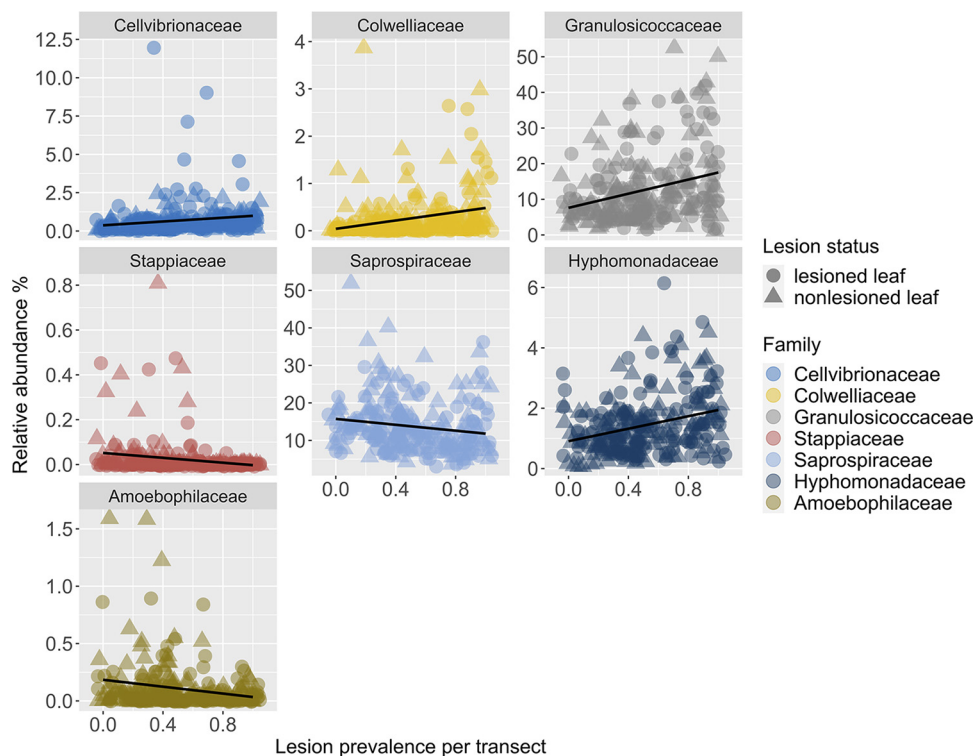 Cellvibrionaceae
Colwelliaceae
Granulosicoccaceae
12.5
10.0
7.5
5.0
2.5
0.0
4
3
2
1
0
50
40
30
20
10
0
Stappiaceae
Saprospiraceae
Hyphomonadaceae
0.8
0.6
0.4
0.2
0.0
50
40
30
20
10
6
4
2
0
0.0 0.4 0.8
0.0 0.4 0.8
Amoebophilaceae
1.5
1.0
0.5
0.0
0.0 0.4 0.8
Relative abundance %
Lesion prevalence per transect
Lesion status
lesioned leaf
nonlesioned leaf
Family
Cellvibrionaceae
Colwelliaceae
Granulosicoccaceae
Stappiaceae
Saprospiraceae
Hyphomonadaceae
Amoebophilaceae